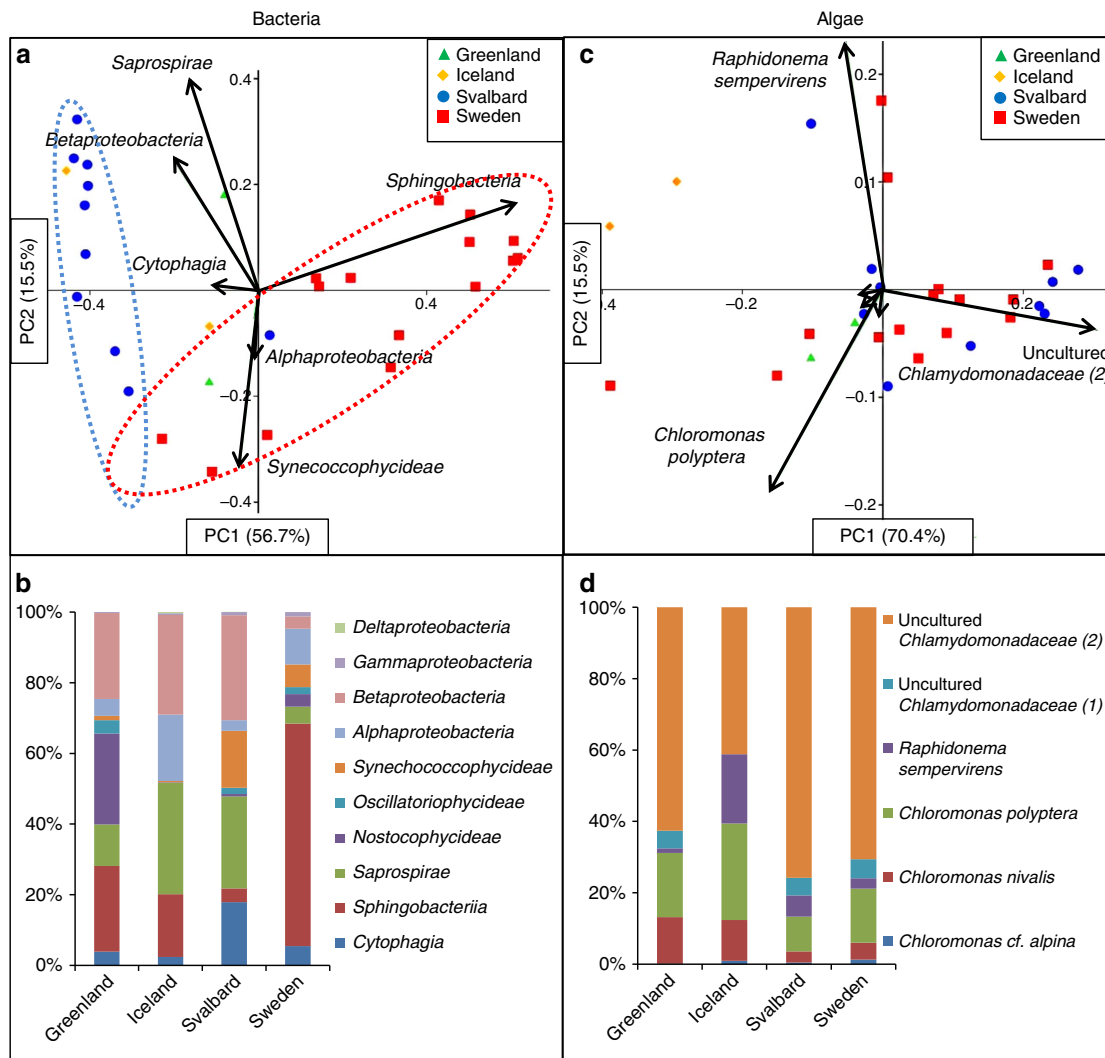 Bacteria
Algae
a
Greenland
Iceland
Svalbard
Sweden
Saprospirae
Betaproteobacteria
Sphingobacteria
Cytophagia
Alphaproteobacteria
Synecoccophycideae
0.4
0.2
−0.4
0.4
−0.2
−0.4
PC2 (15.5%)
PC1 (56.7%)
c
Greenland
Iceland
Svalbard
Sweden
Raphidonema
sempervirens
0.2
0.1
−0.2
0.2
−0.1
−0.2
Uncultured
Chlamydomonadaceae (2
Chloromonas
polyptera
PC2 (15.5%)
PC1 (70.4%)
b
100%
80%
60%
40%
20%
0%
Greenland
Iceland
Svalbard
Sweden
Deltaproteobacteria
Gammaproteobacteria
Betaproteobacteria
Alphaproteobacteria
Synechococcophycideae
Oscillatoriophycideae
Nostocophycideae
Saprospirae
Sphingobacteriia
Cytophagia
d
100%
80%
60%
40%
20%
0%
Greenland
Iceland
Svalbard
Sweden
Uncultured
Chlamydomonadaceae (2)
Uncultured
Chlamydomonadaceae (1)
Raphidonema
sempervirens
Chloromonas polyptera
Chloromonas nivalis
Chloromonas cf. alpina